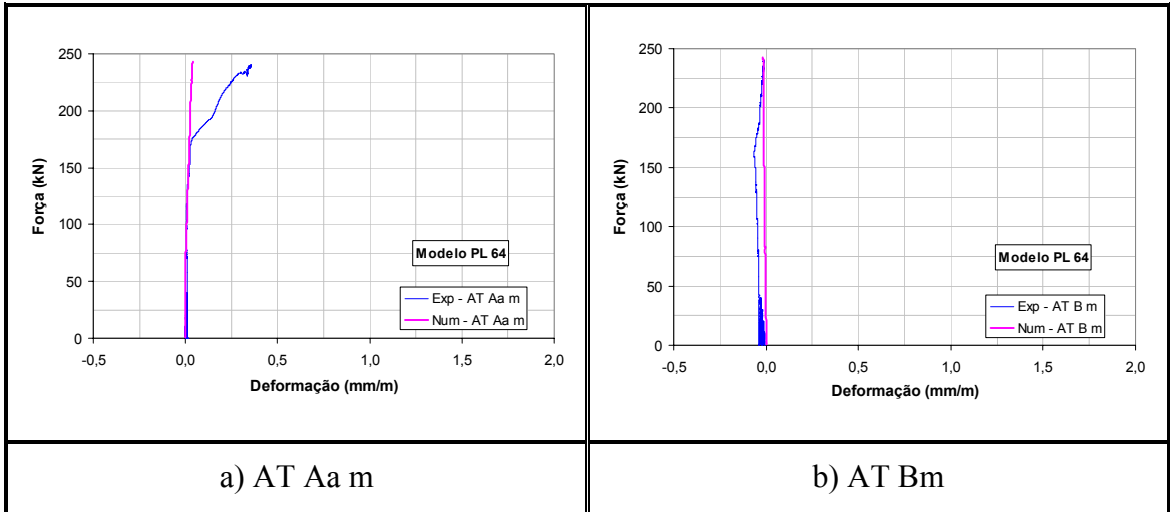 250
200
150
100
50
0
Força (kN)
-0,5
0,0
0,5
1,0
1,5
2,0
Deformação (mm/m)
Modelo PL 64
Exp - AT Aa m
Num - AT Aa m
250
200
150
100
50
0
Força (kN)
-0,5
0,0
0,5
1,0
1,5
2,0
Deformação (mm/m)
Modelo PL 64
Exp - AT B m
Num - AT B m
a) AT Aa m
b) AT Bm